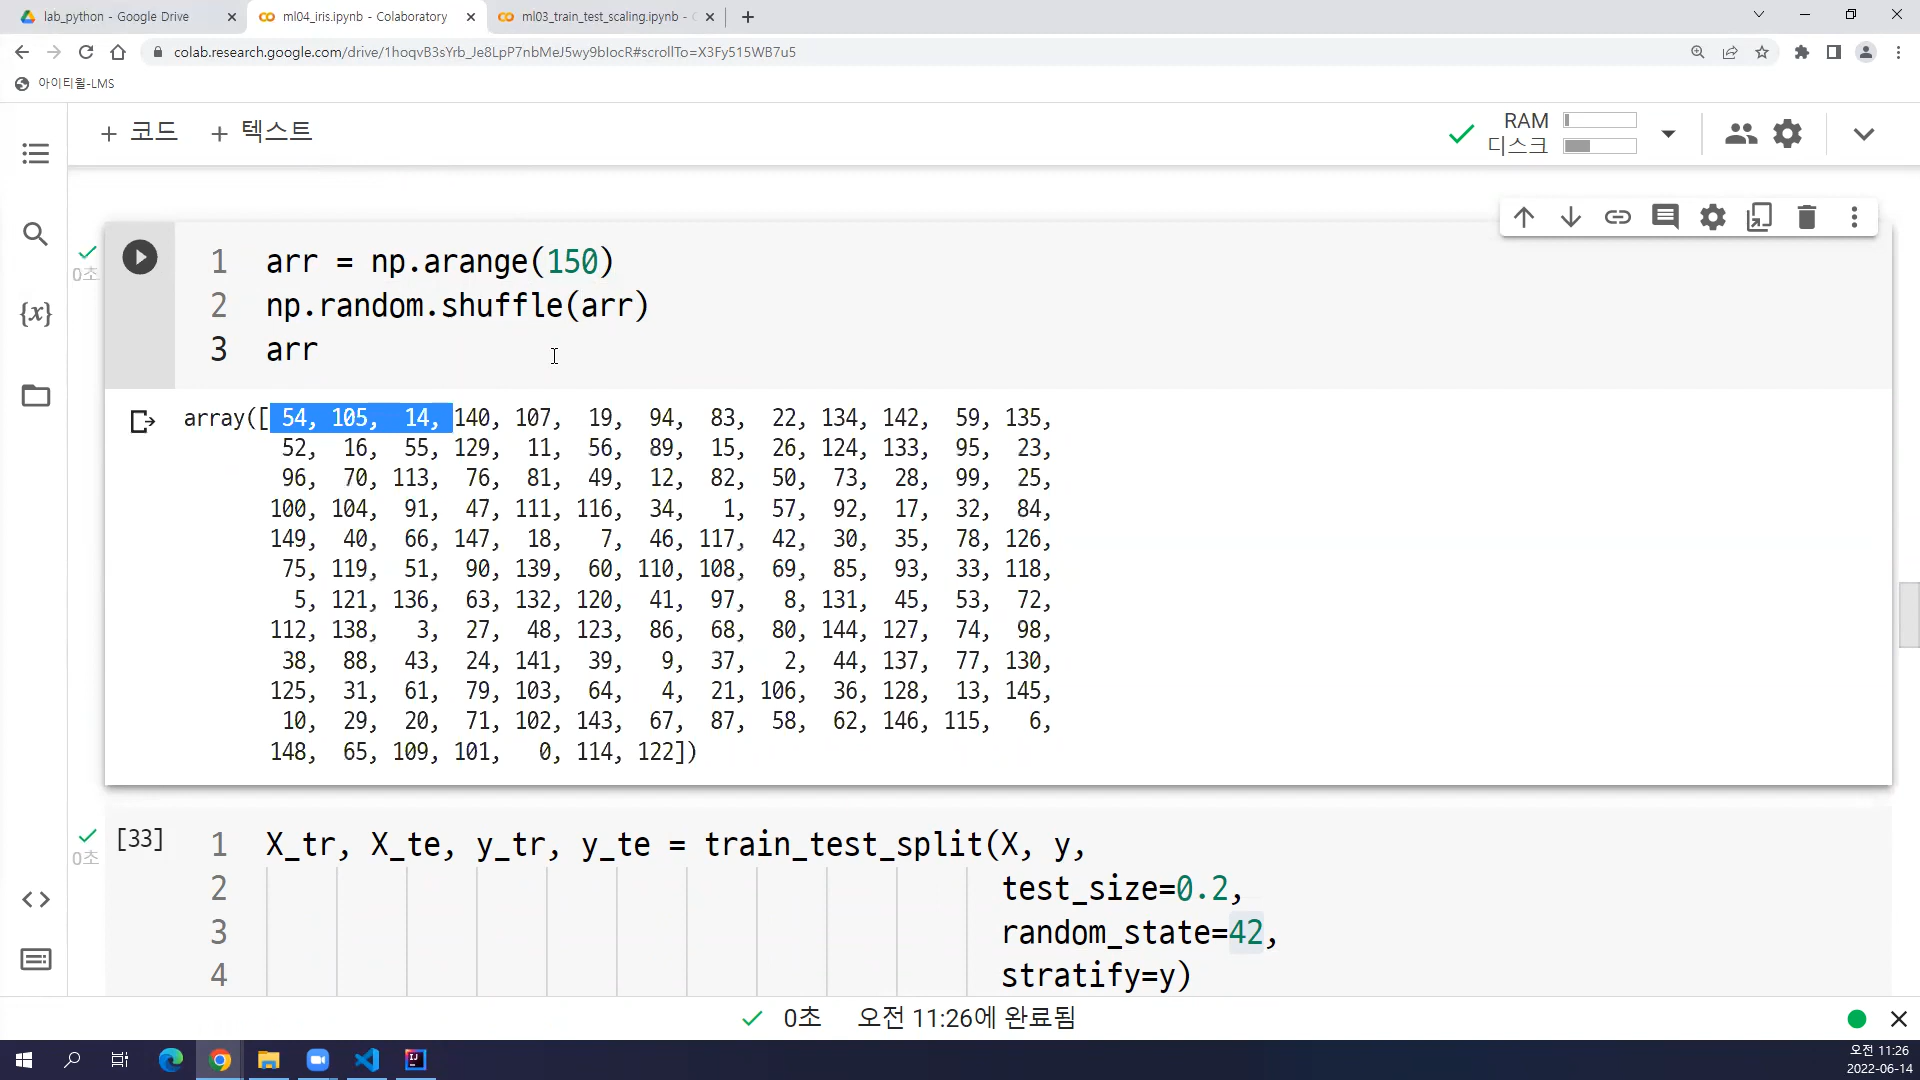 lab_python - Google Drive
ml04_iris.ipynb - Colaboratory
ml03_train_test_scaling.ipynb -
colab.research.google.com/drive/1hoqvB3sYrb_Je8LpP7nbMeJ5wy9bIocR#scrollTo=X3Fy515WB7u5
아이티윌-LMS
+ 코드 + 텍스트
RAM
디스크
0초
1 arr = np.arange(150)
2 np.random.shuffle(arr)
3 arr
array([ 54, 105, 14, 140, 107, 19, 94, 83, 22, 134, 142, 59, 135,
52, 16, 55, 129, 11, 56, 89, 15, 26, 124, 133, 95, 23,
96, 70, 113, 76, 81, 49, 12, 82, 50, 73, 28, 99, 25,
100, 104, 91, 47, 111, 116, 34, 1, 57, 92, 17, 32, 84,
149, 40, 66, 147, 18, 7, 46, 117, 42, 30, 35, 78, 126,
75, 119, 51, 90, 139, 60, 110, 108, 69, 85, 93, 33, 118,
5, 121, 136, 63, 132, 120, 41, 97, 8, 131, 45, 53, 72,
112, 138, 3, 27, 48, 123, 86, 68, 80, 144, 127, 74, 98,
38, 88, 43, 24, 141, 39, 9, 37, 2, 44, 137, 77, 130,
125, 31, 61, 79, 103, 64, 4, 21, 106, 36, 128, 13, 145,
10, 29, 20, 71, 102, 143, 67, 87, 58, 62, 146, 115, 6,
148, 65, 109, 101, 0, 114, 122])
0초
[33]
1 X_tr, X_te, y_tr, y_te = train_test_split(X, y,
2 test_size=0.2,
3 random_state=42,
4 stratify=y)
0초 오전 11:26에 완료됨
오전 11:26
2022-06-14